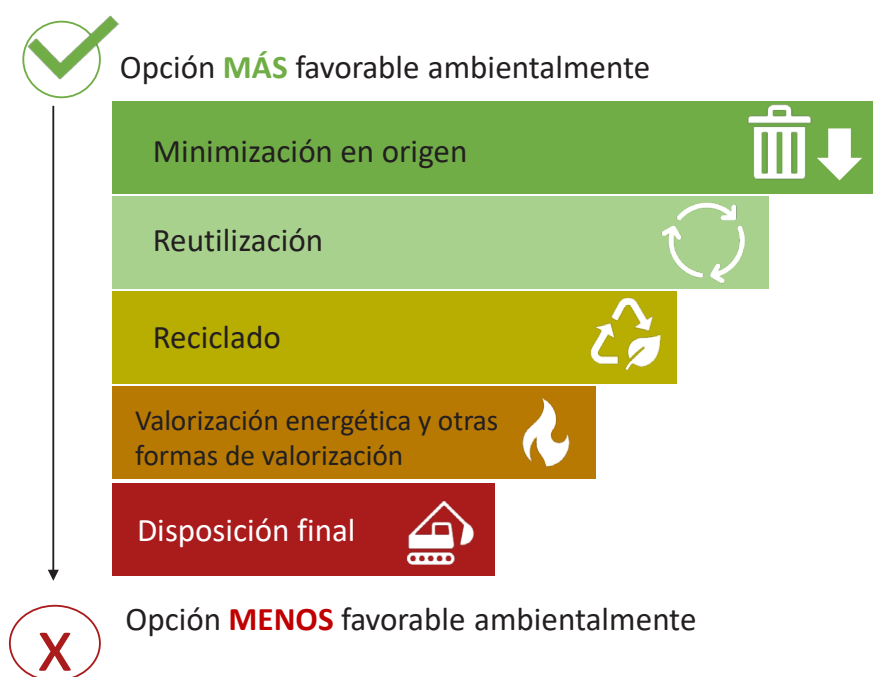 Opción MÁS favorable ambientalmente
Minimización en origen
Reutilización
Reciclado
Valorización energética y otras
formas de valorización
Disposición final
Opción MENOS favorable ambientalmente
X